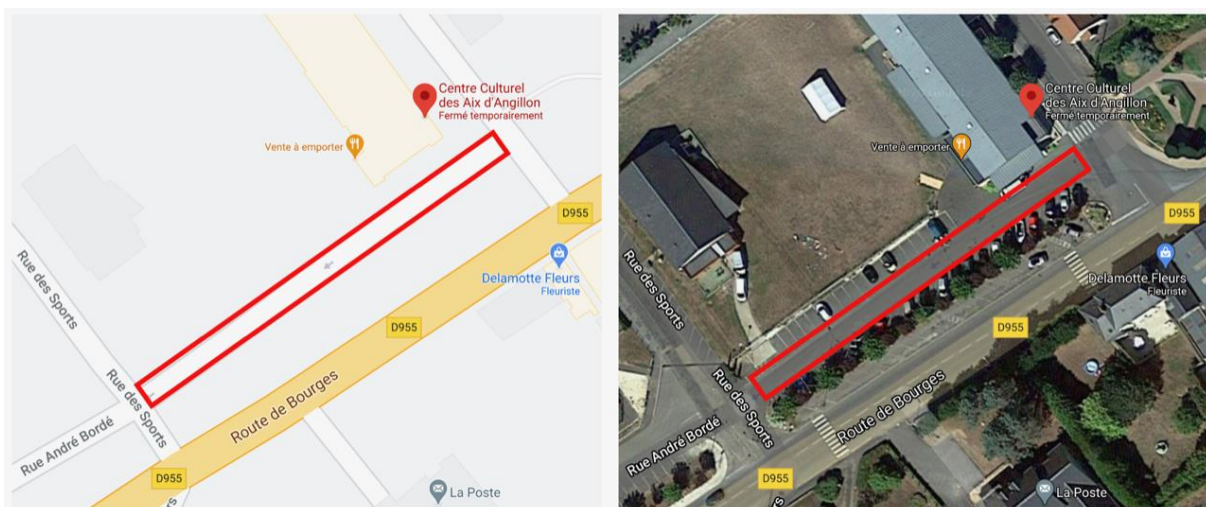 Centre Culturel
des Aix d'Angillon
Fermé temporairement
Vente à emporter
D955
Delamotte Fleurs
Fleuriste
Rue des Sports
D955
Rue des Sports
Route de Bourges
Rue André Bordé
D955
La Poste
Centre Culturel
des Aix d'Angillon
Fermé temporairement
Vente à emporter
D955
Delamotte Fleurs
Fleuriste
Rue des Sports
D955
Rue des Sports
Route de Bourges
Rue André Bordé
D955
La Poste